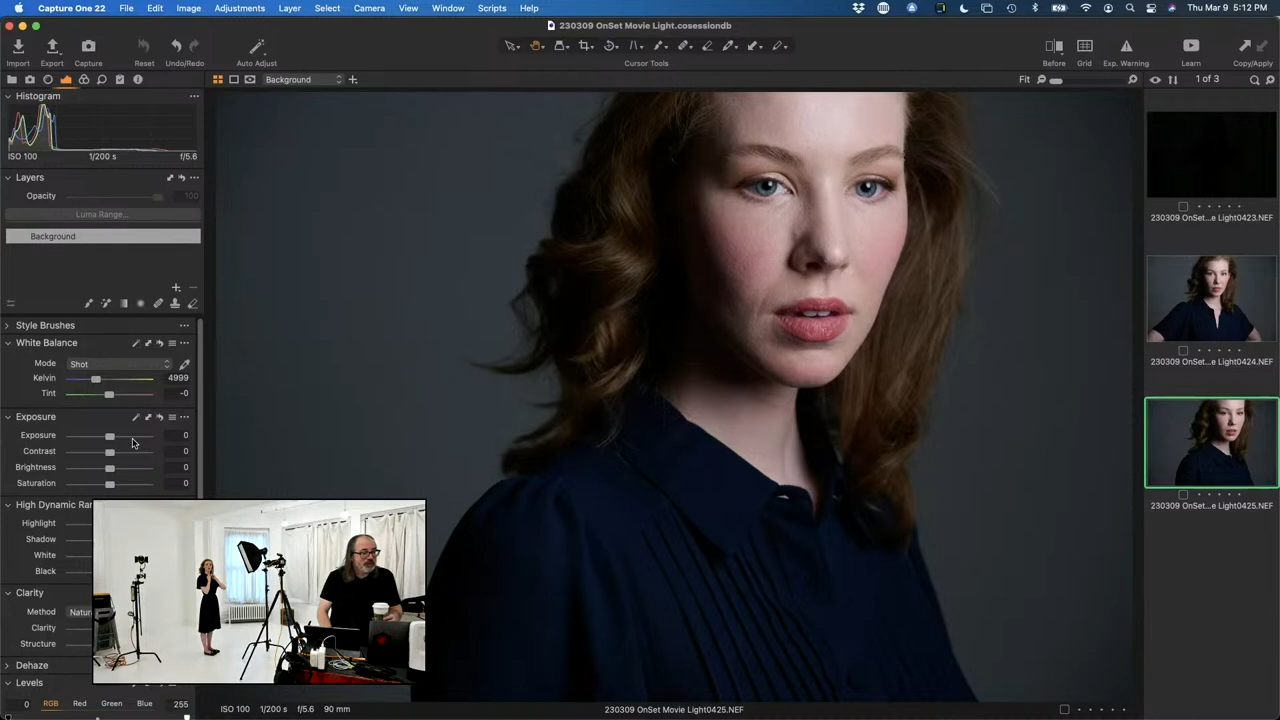 Capture One 22 File Edit Image Adjustments Layer Select Camera View Window Scripts Help Thu Mar 9 5:12 PM
230309 OnSet Movie Light.cosessiondb
Import Export Capture Reset Undo/Redo Auto Adjust Cursor Tools Before Grid Exp. Warning Learn Copy/Apply
Background Fit 1 of 3
Histogram
ISO 100 1/200 s f/5.6
Layers
Opacity 100
Luma Range...
Background
Style Brushes
White Balance
Mode Shot
Kelvin 4999
Tint -0
Exposure
Exposure 0
Contrast 0
Brightness 0
Saturation 0
High Dynamic Ran
Highlight
Shadow
White
Black
Clarity
Method Natur
Clarity
Structure
Dehaze
Levels
0 RGB Red Green Blue 255
230309 OnSet...e Light0423.NEF
230309 OnSet...e Light0424.NEF
230309 OnSet...e Light0425.NEF
ISO 100 1/200 s f/5.6 90 mm 230309 OnSet Movie Light0425.NEF